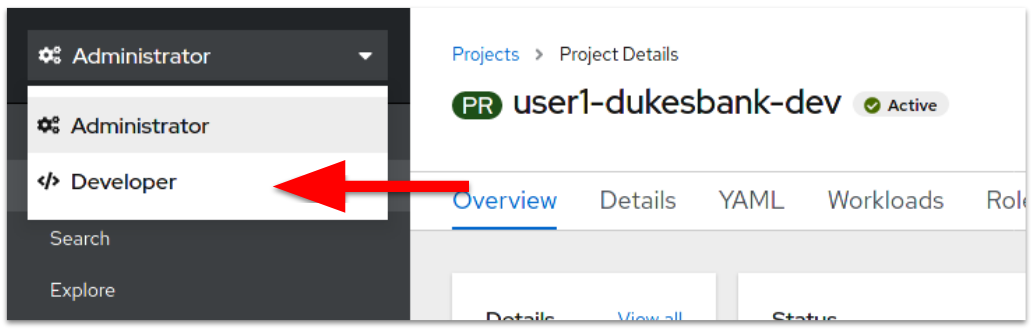 Administrator
Administrator
Developer
Search
Explore
Projects > Project Details
PR user1-dukesbank-dev Active
Overview Details YAML Workloads Role
Details View all Status